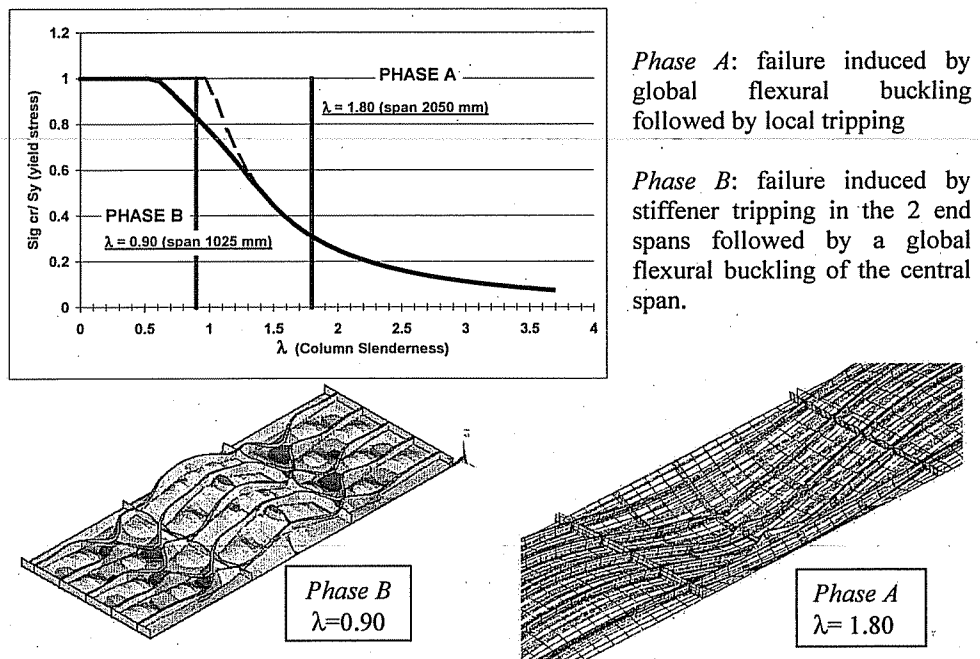 1.2
1
0.8
0.6
0.4
0.2
0
Sig cr/ Sy (yield stress)
PHASE A
λ = 1.80 (span 2050 mm)
PHASE B
λ = 0.90 (span 1025 mm)
0 0.5 1 1.5 2 2.5 3 3.5 4
λ (Column Slenderness)
Phase A: failure induced by
global flexural buckling
followed by local tripping
Phase B: failure induced by
stiffener tripping in the 2 end
spans followed by a global
flexural buckling of the central
span.
Phase B
λ=0.90
Phase A
λ= 1.80